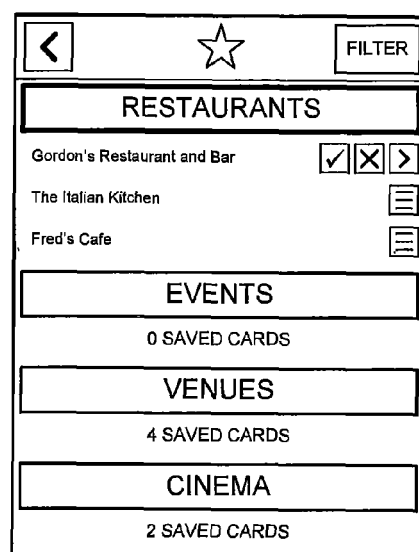 FILTER
RESTAURANTS
Gordon's Restaurant and Bar
The Italian Kitchen
Fred's Cafe
EVENTS
0 SAVED CARDS
VENUES
4 SAVED CARDS
CINEMA
2 SAVED CARDS